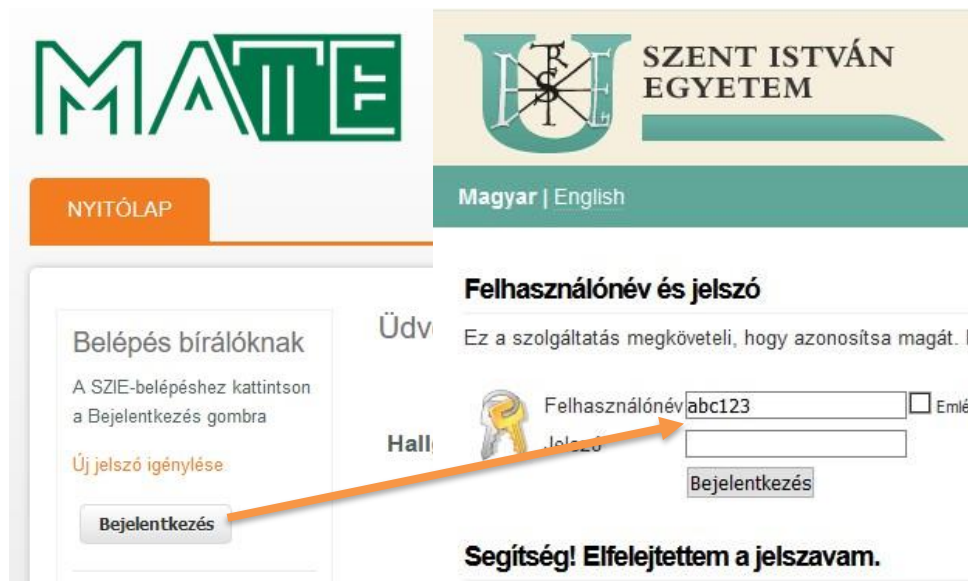 MATE
NYITÓLAP
Belépés bírálóknak
A SZIE-belépéshez kattintson
a Bejelentkezés gombra
Új jelszó igénylése
Bejelentkezés
SZENT ISTVÁN
EGYETEM
Magyar | English
Felhasználónév és jelszó
Ez a szolgáltatás megköveteli, hogy azonosítsa magát.
Felhasználónév abc123
Jelszó
Bejelentkezés
Segítség! Elfelejtettem a jelszavam.